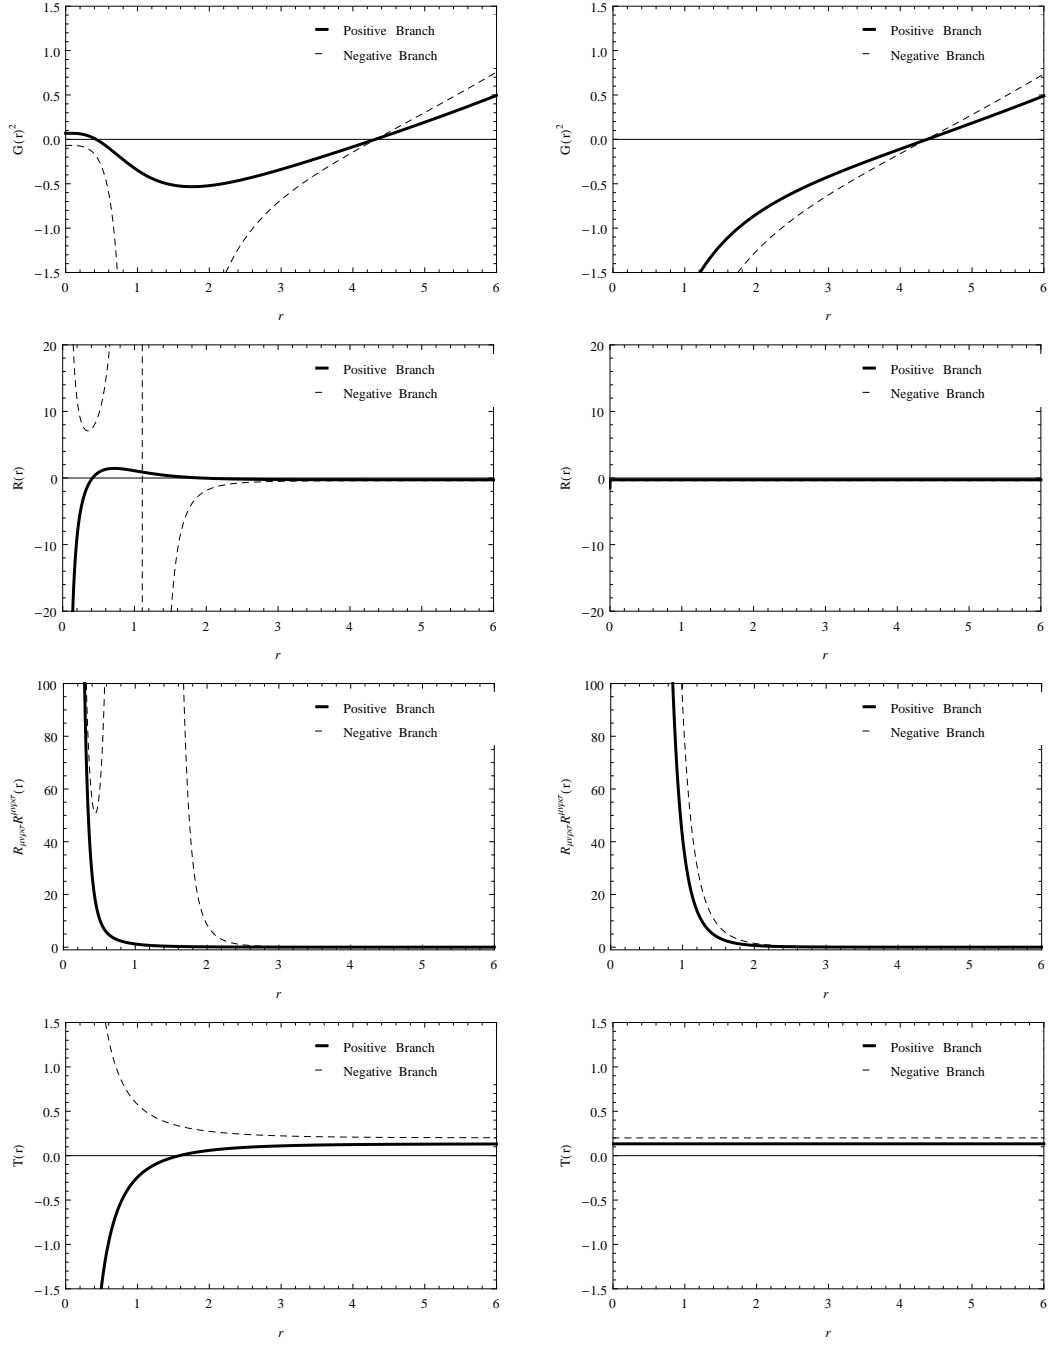 Positive Branch
Negative Branch
G(r)²
1.5
1.0
0.5
0.0
−0.5
−1.0
−1.5
0 1 2 3 4 5 6
r
Positive Branch
Negative Branch
G(r)²
1.5
1.0
0.5
0.0
−0.5
−1.0
−1.5
0 1 2 3 4 5 6
r
Positive Branch
Negative Branch
R(r)
20
10
0
−10
−20
0 1 2 3 4 5 6
r
Positive Branch
Negative Branch
R(r)
20
10
0
−10
−20
0 1 2 3 4 5 6
r
Positive Branch
Negative Branch
R_{μνρσ}R^{μνρσ}(r)
100
80
60
40
20
0
0 1 2 3 4 5 6
r
Positive Branch
Negative Branch
R_{μνρσ}R^{μνρσ}(r)
100
80
60
40
20
0
0 1 2 3 4 5 6
r
Positive Branch
Negative Branch
T(r)
1.5
1.0
0.5
0.0
−0.5
−1.0
−1.5
0 1 2 3 4 5 6
r
Positive Branch
Negative Branch
T(r)
1.5
1.0
0.5
0.0
−0.5
−1.0
−1.5
0 1 2 3 4 5 6
r